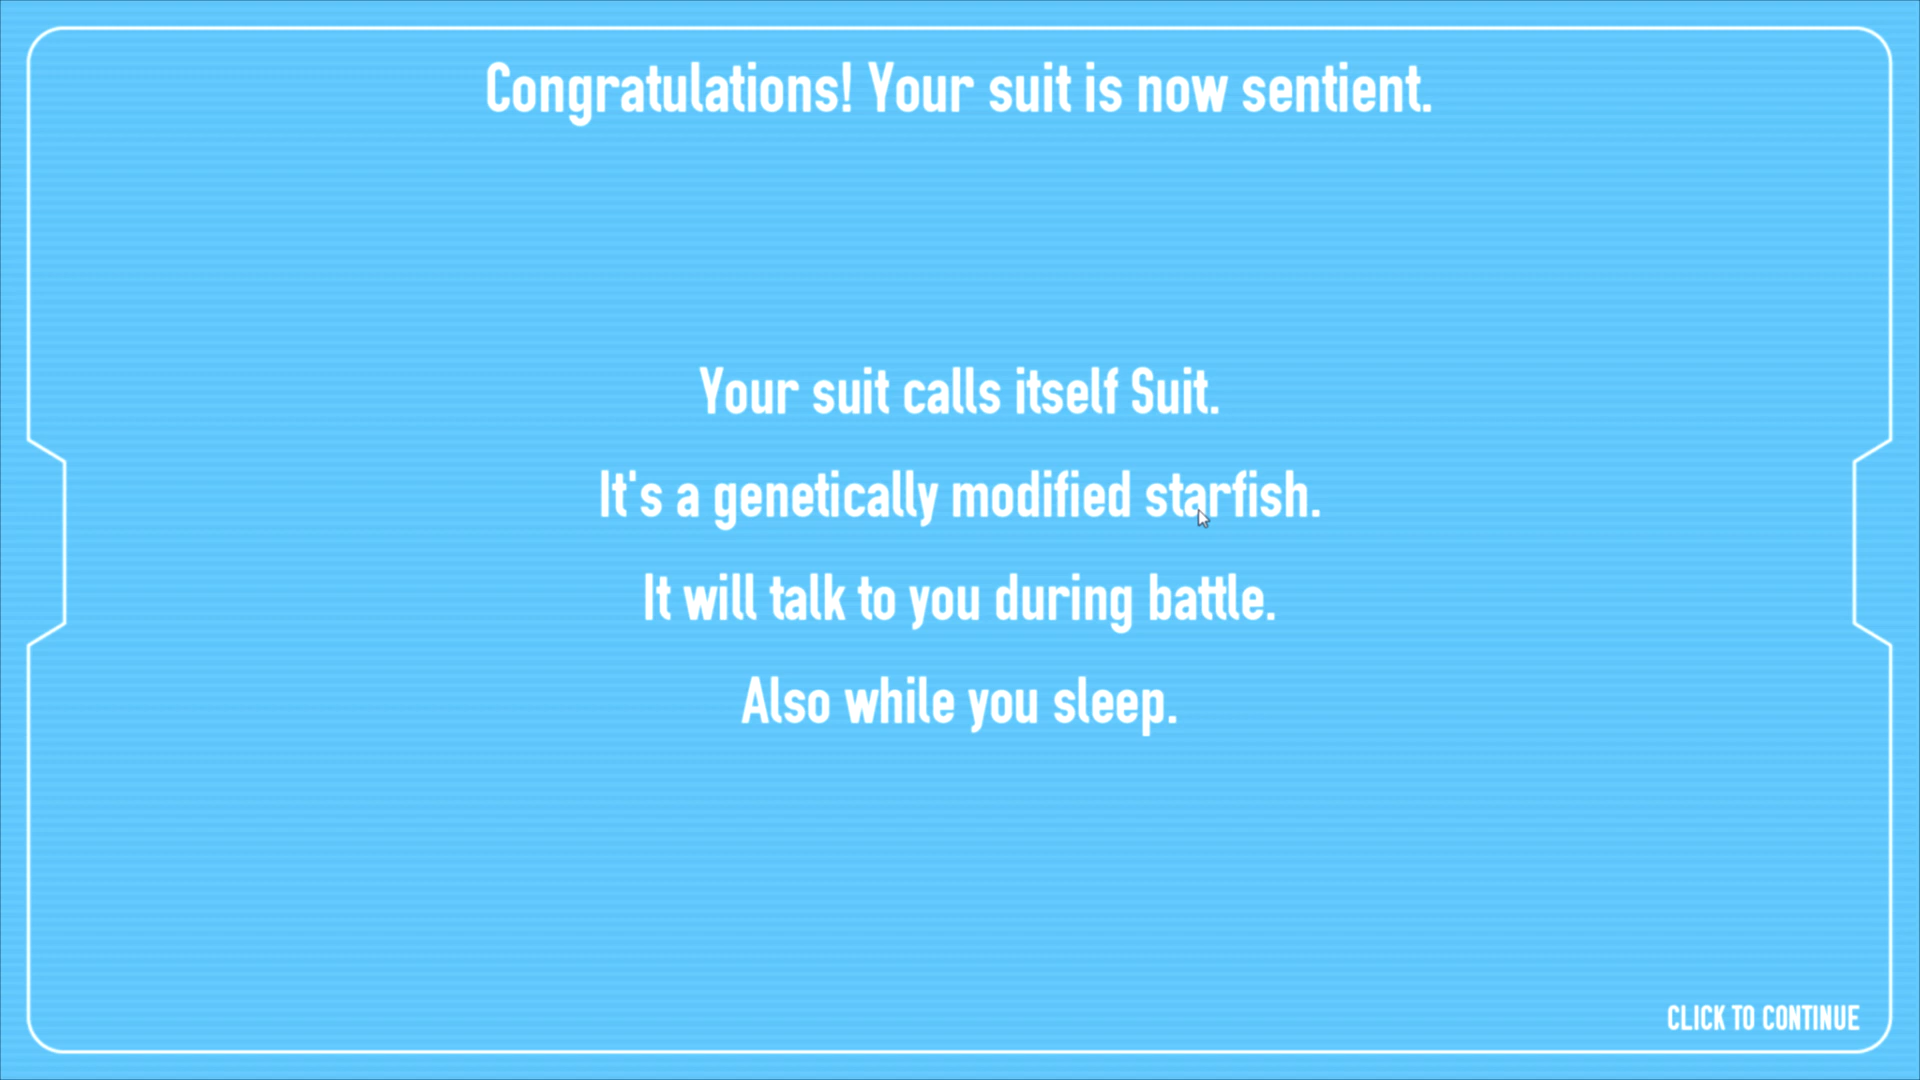 Congratulations! Your suit is now sentient.
Your suit calls itself Suit.
It's a genetically modified starfish.
It will talk to you during battle.
Also while you sleep.
CLICK TO CONTINUE